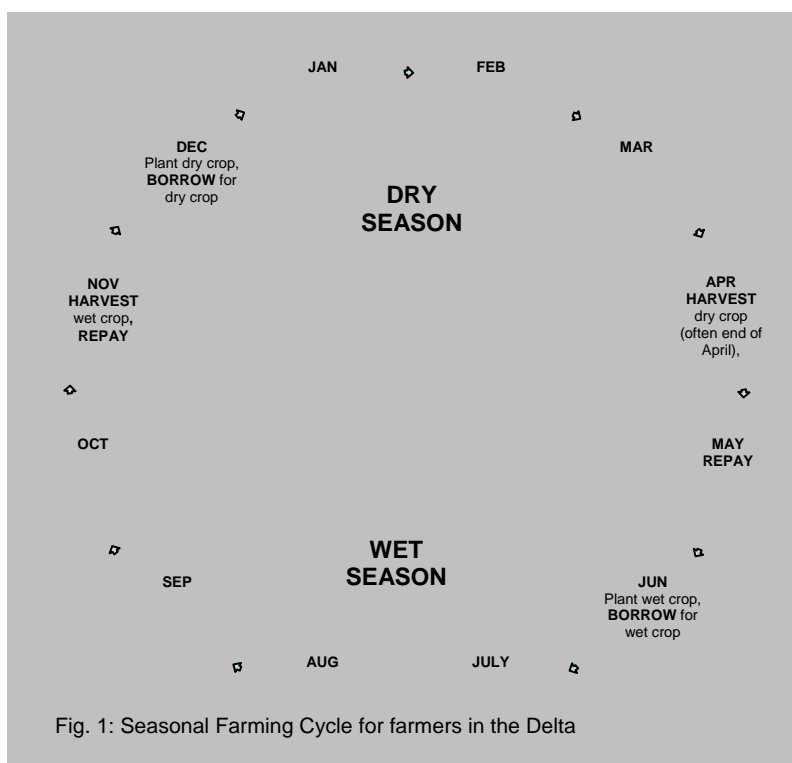 JAN
FEB
MAR
APR
HARVEST
dry crop
(often end of
April),
MAY
REPAY
JUN
Plant wet crop,
BORROW for
wet crop
JULY
AUG
SEP
OCT
NOV
HARVEST
wet crop,
REPAY
DEC
Plant dry crop,
BORROW for
dry crop
DRY
SEASON
WET
SEASON
Fig. 1: Seasonal Farming Cycle for farmers in the Delta